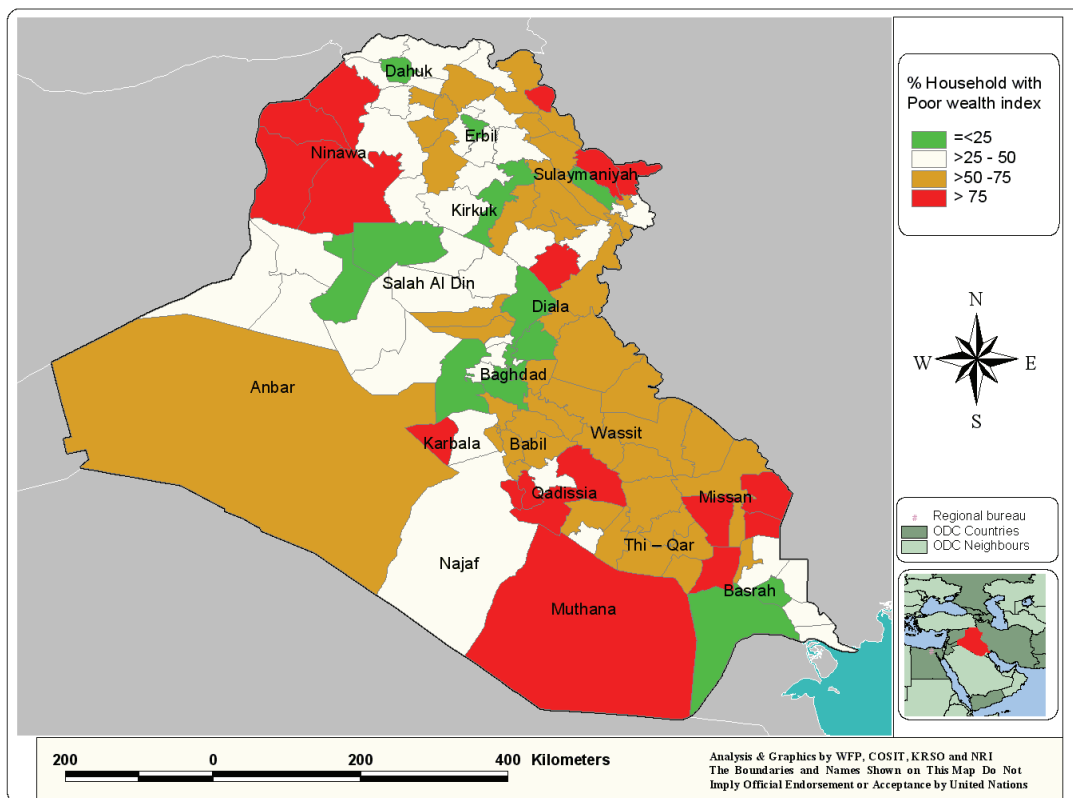 Dahuk
Erbil
Ninawa
Sulaymaniyah
Kirkuk
Salah Al Din
Diala
Anbar
Baghdad
Wassit
Karbala
Babil
Qadissia
Missan
Thi – Qar
Najaf
Basrah
Muthana
% Household with
Poor wealth index
=<25
>25 - 50
>50 -75
> 75
N
W E
S
# Regional bureau
ODC Countries
ODC Neighbours
200 0 200 400 Kilometers
Analysis & Graphics by WFP, COSIT, KRSO and NRI
The Boundaries and Names Shown on This Map Do Not
Imply Official Endorsement or Acceptance by United Nations